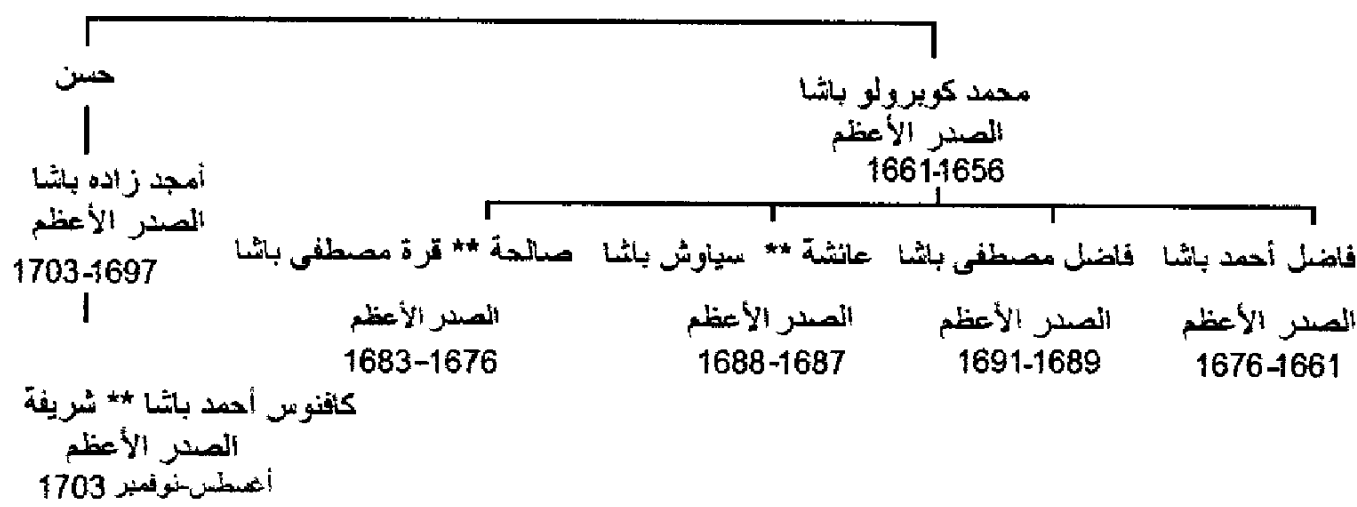 حسن
محمد كوبرولو باشا
الصدر الأعظم
1661-1656
أمجد زاده باشا
الصدر الأعظم
1703-1697
فاضل أحمد باشا
الصدر الأعظم
1676-1661
فاضل مصطفى باشا
الصدر الأعظم
1691-1689
عائشة ** سياوش باشا
الصدر الأعظم
1688-1687
صالحة ** قرة مصطفى باشا
الصدر الأعظم
1683-1676
كافنوس أحمد باشا ** شريفة
الصدر الأعظم
أغسطس-نوفمبر 1703